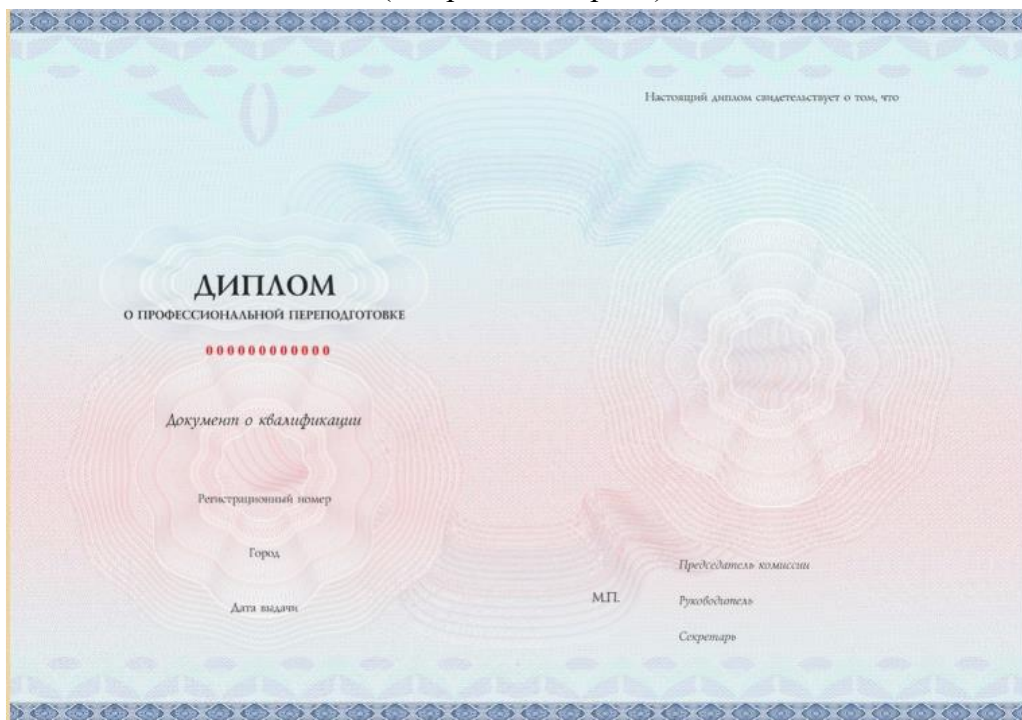 ДИПЛОМ
О ПРОФЕССИОНАЛЬНОЙ ПЕРЕПОДГОТОВКЕ
000000000000
Документ о квалификации
Регистрационный номер
Город
Дата выдачи
Настоящий диплом свидетельствует о том, что
М.П.
Председатель комиссии
Руководитель
Секретарь